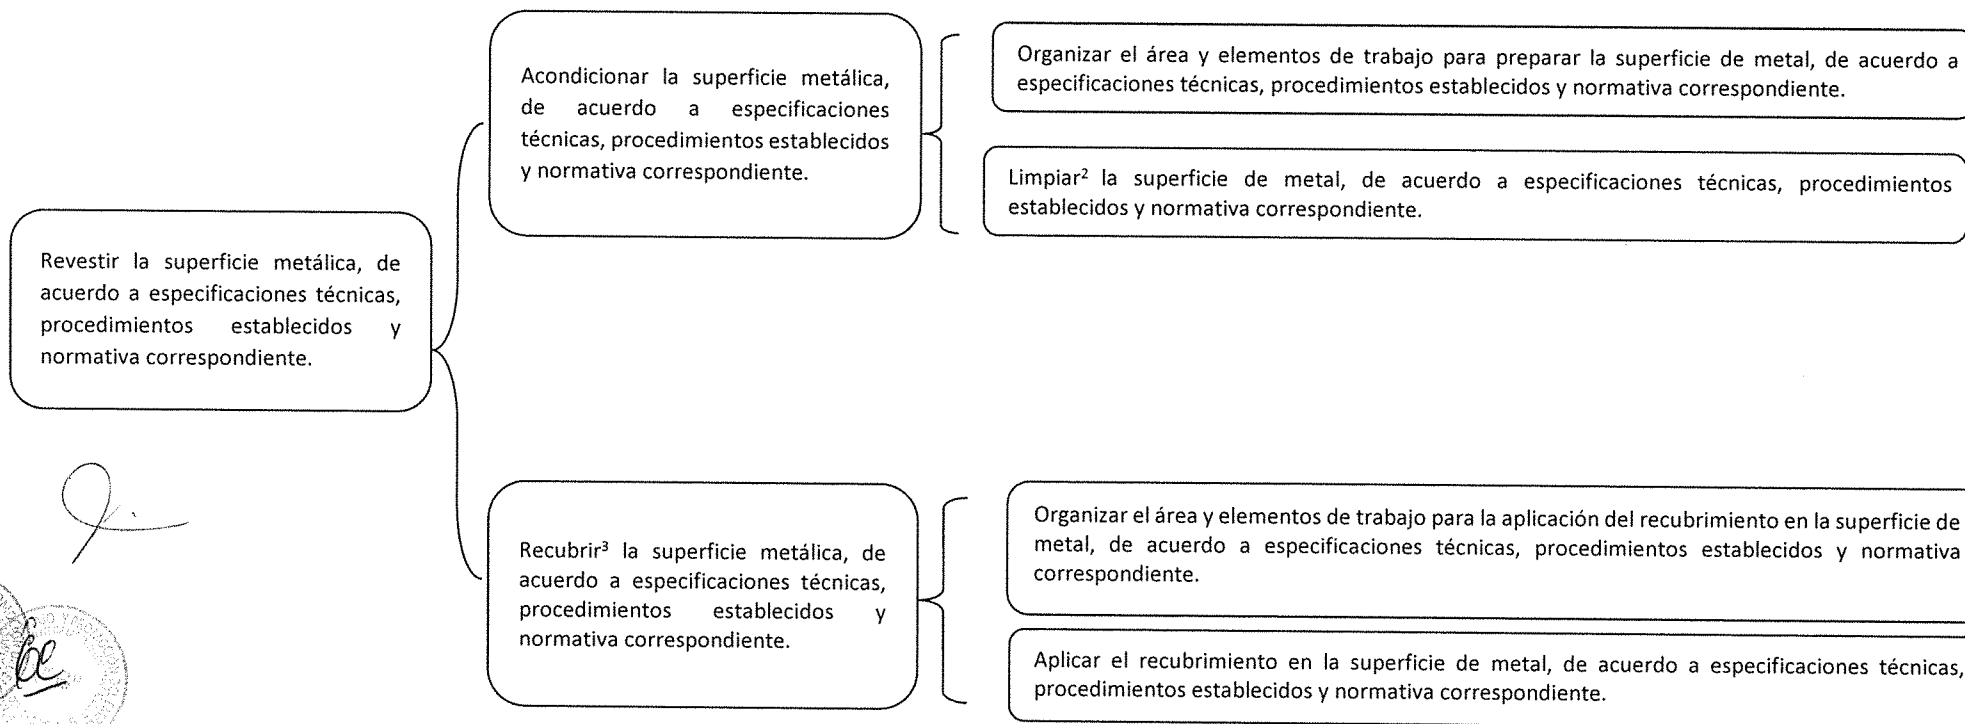 Acondicionar la superficie metálica,
de acuerdo a especificaciones
técnicas, procedimientos establecidos
y normativa correspondiente.
Organizar el área y elementos de trabajo para preparar la superficie de metal, de acuerdo a
especificaciones técnicas, procedimientos establecidos y normativa correspondiente.
Limpiar² la superficie de metal, de acuerdo a especificaciones técnicas, procedimientos
establecidos y normativa correspondiente.
Revestir la superficie metálica, de
acuerdo a especificaciones técnicas,
procedimientos establecidos y
normativa correspondiente.
Recubrir³ la superficie metálica, de
acuerdo a especificaciones técnicas,
procedimientos establecidos y
normativa correspondiente.
Organizar el área y elementos de trabajo para la aplicación del recubrimiento en la superficie de
metal, de acuerdo a especificaciones técnicas, procedimientos establecidos y normativa
correspondiente.
Aplicar el recubrimiento en la superficie de metal, de acuerdo a especificaciones técnicas,
procedimientos establecidos y normativa correspondiente.